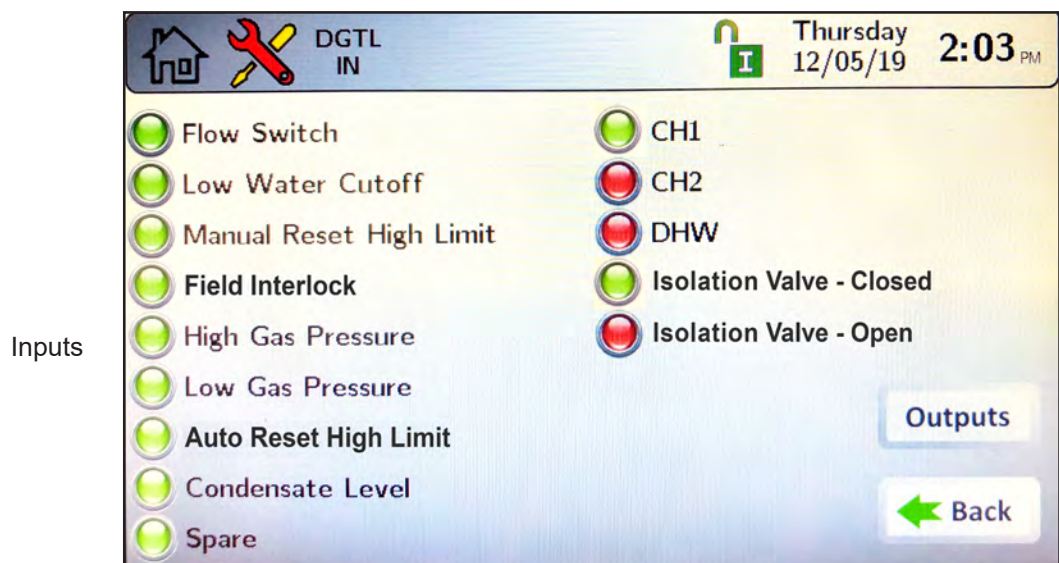 DGTL
IN
I
Thursday
12/05/19
2:03 PM
Inputs
Flow Switch
Low Water Cutoff
Manual Reset High Limit
Field Interlock
High Gas Pressure
Low Gas Pressure
Auto Reset High Limit
Condensate Level
Spare
CH1
CH2
DHW
Isolation Valve - Closed
Isolation Valve - Open
Outputs
Back